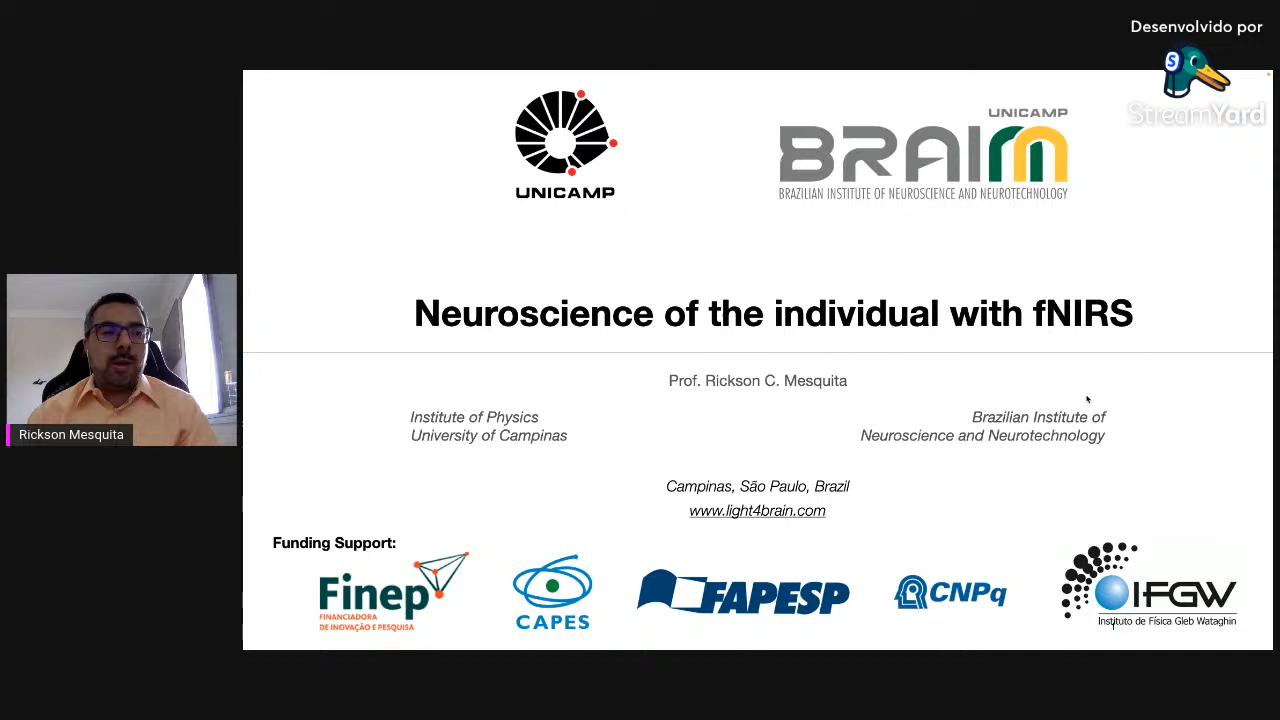 Desenvolvido por
S
StreamYard
UNICAMP
UNICAMP
BRAIN
BRAZILIAN INSTITUTE OF NEUROSCIENCE AND NEUROTECHNOLOGY
Neuroscience of the individual with fNIRS
Prof. Rickson C. Mesquita
Institute of Physics
University of Campinas
Brazilian Institute of
Neuroscience and Neurotechnology
Rickson Mesquita
Campinas, São Paulo, Brazil
www.light4brain.com
Funding Support:
Finep
FINANCIADORA
DE INOVAÇÃO E PESQUISA
CAPES
FAPESP
CNPq
IFGW
Instituto de Física Gleb Wataghin